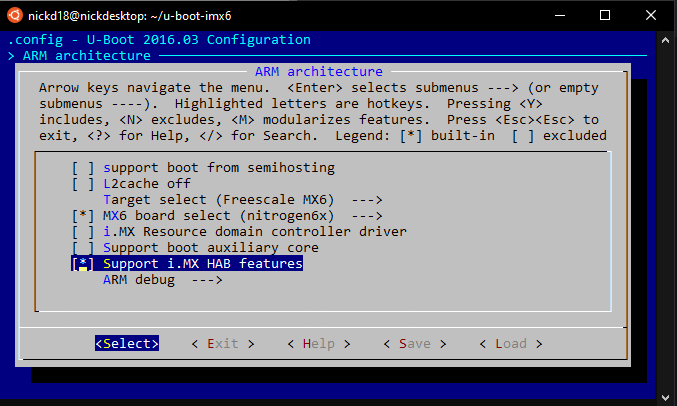 nickd18@nickdesktop: ~/u-boot-imx6
.config - U-Boot 2016.03 Configuration
> ARM architecture
ARM architecture
Arrow keys navigate the menu.  <Enter> selects submenus ---> (or empty
submenus ----).  Highlighted letters are hotkeys.  Pressing <Y>
includes, <N> excludes, <M> modularizes features.  Press <Esc><Esc> to
exit, <?> for Help, </> for Search.  Legend: [*] built-in  [ ] excluded
[ ] support boot from semihosting
[ ] L2cache off
Target select (Freescale MX6)  --->
[*] MX6 board select (nitrogen6x)  --->
[ ] i.MX Resource domain controller driver
[ ] Support boot auxiliary core
[*] Support i.MX HAB features
ARM debug  --->
<Select>    < Exit >    < Help >    < Save >    < Load >